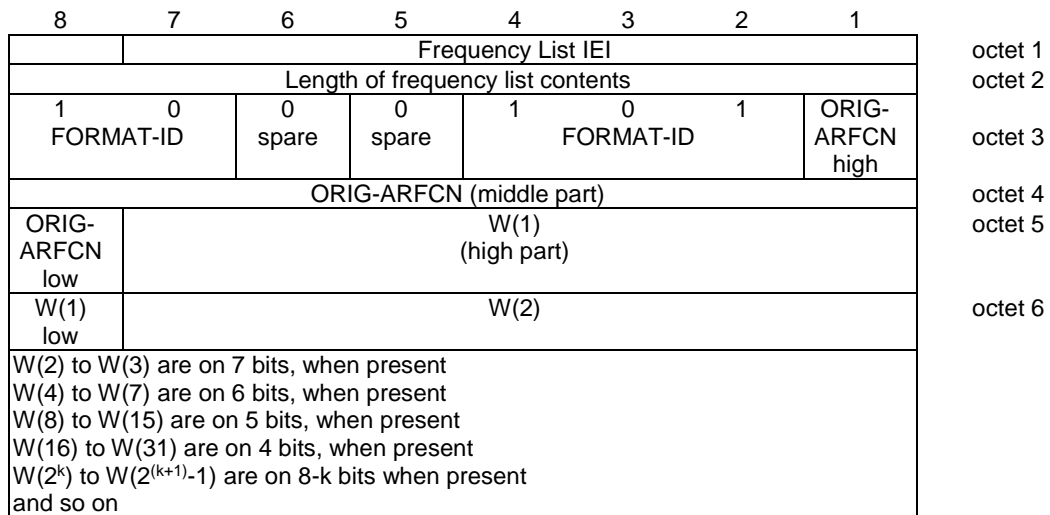 8 7 6 5 4 3 2 1
Frequency List IEI octet 1
Length of frequency list contents octet 2
1 0 0 0 1 0 1 ORIG-
FORMAT-ID spare spare FORMAT-ID ARFCN octet 3
high
ORIG-ARFCN (middle part) octet 4
ORIG- W(1) octet 5
ARFCN (high part)
low
W(1) W(2) octet 6
low
W(2) to W(3) are on 7 bits, when present
W(4) to W(7) are on 6 bits, when present
W(8) to W(15) are on 5 bits, when present
W(16) to W(31) are on 4 bits, when present
W(2^k) to W(2^(k+1)-1) are on 8-k bits when present
and so on